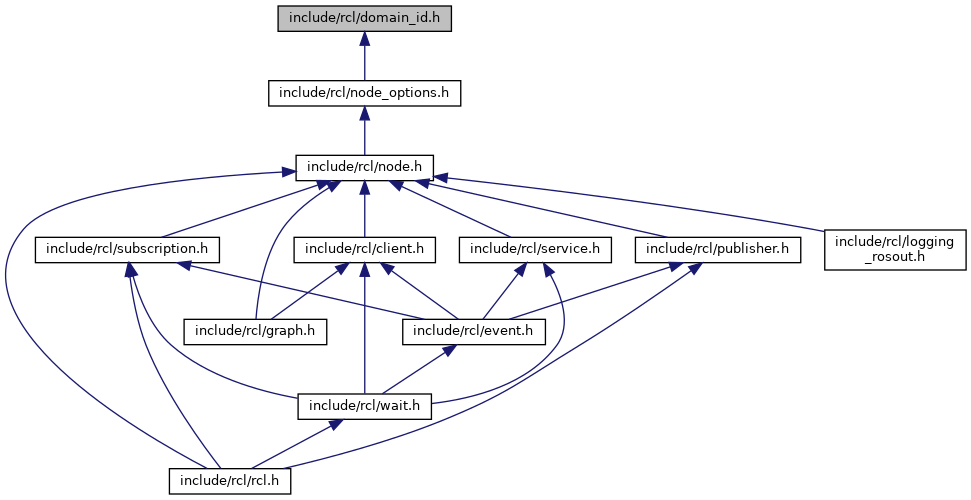 include/rcl/domain_id.h
include/rcl/node_options.h
include/rcl/node.h
include/rcl/subscription.h
include/rcl/client.h
include/rcl/service.h
include/rcl/publisher.h
include/rcl/logging
_rosout.h
include/rcl/graph.h
include/rcl/event.h
include/rcl/wait.h
include/rcl/rcl.h